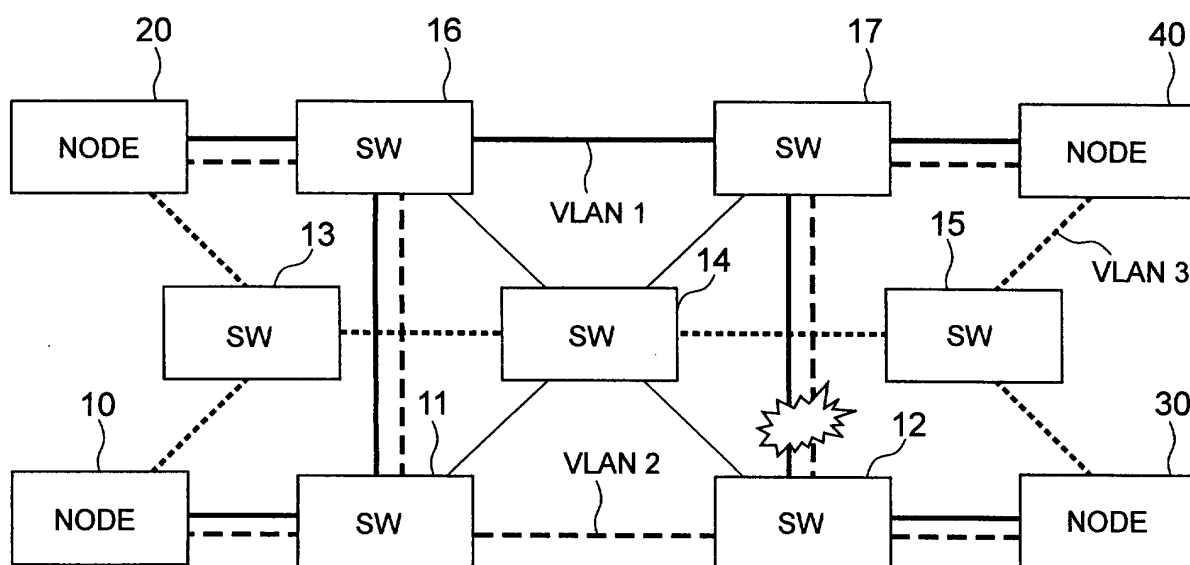 20
16
17
40
NODE
SW
SW
NODE
VLAN 1
13
14
15
VLAN 3
SW
SW
SW
10
11
VLAN 2
12
30
NODE
SW
SW
NODE